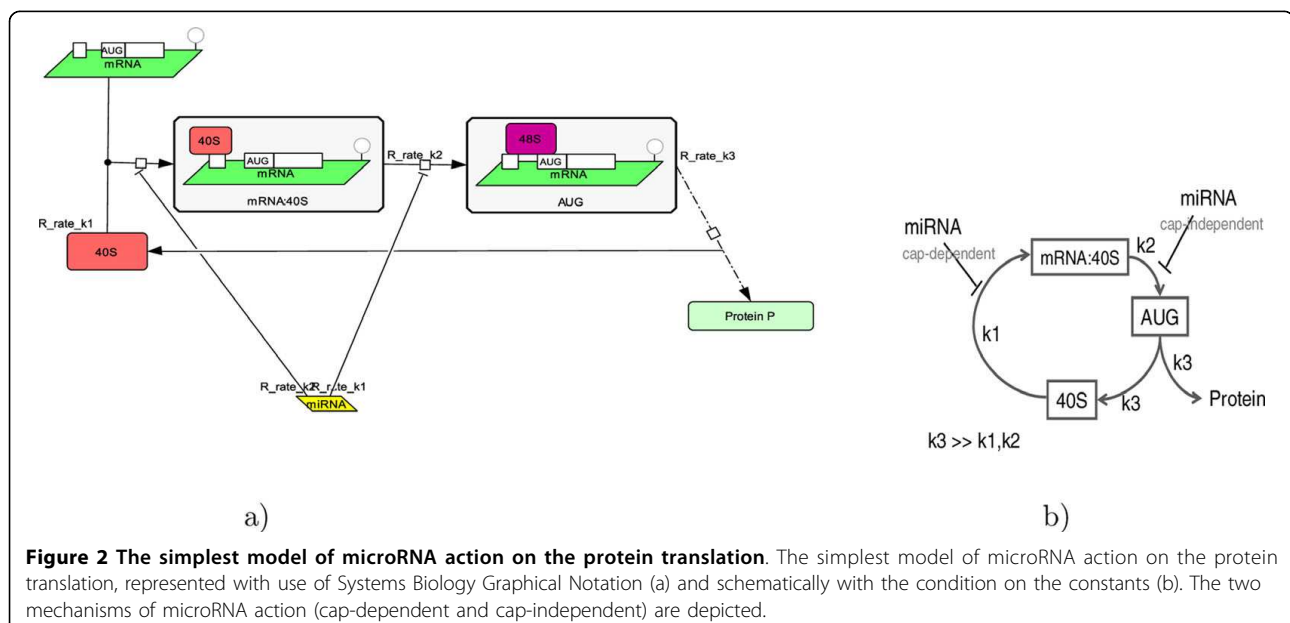 AUG
mRNA
40S
AUG
mRNA
mRNA:40S
R_rate_k2
48S
AUG
mRNA
AUG
R_rate_k3
R_rate_k1
40S
Protein P
miRNA
miRNA
cap-dependent
miRNA
cap-independent
k2
mRNA:40S
AUG
k1
k3
k3
40S
Protein
k3 >> k1,k2
a)
b)
Figure 2 The simplest model of microRNA action on the protein translation. The simplest model of microRNA action on the protein
translation, represented with use of Systems Biology Graphical Notation (a) and schematically with the condition on the constants (b). The two
mechanisms of microRNA action (cap-dependent and cap-independent) are depicted.